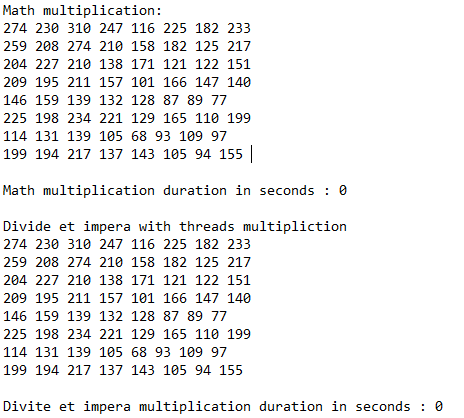 Math multiplication:
274 230 310 247 116 225 182 233
259 208 274 210 158 182 125 217
204 227 210 138 171 121 122 151
209 195 211 157 101 166 147 140
146 159 139 132 128 87 89 77
225 198 234 221 129 165 110 199
114 131 139 105 68 93 109 97
199 194 217 137 143 105 94 155
Math multiplication duration in seconds : 0
Divide et impera with threads multipliction
274 230 310 247 116 225 182 233
259 208 274 210 158 182 125 217
204 227 210 138 171 121 122 151
209 195 211 157 101 166 147 140
146 159 139 132 128 87 89 77
225 198 234 221 129 165 110 199
114 131 139 105 68 93 109 97
199 194 217 137 143 105 94 155
Divite et impera multiplication duration in seconds : 0